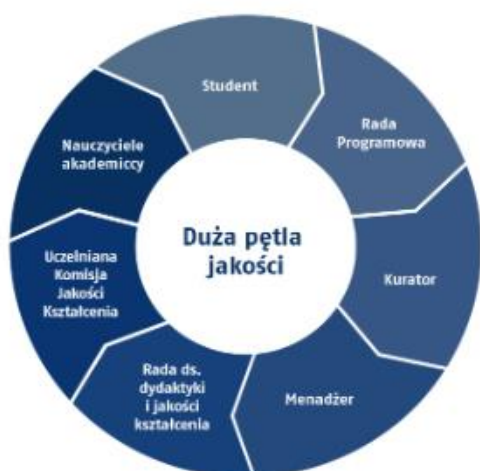 Student
Rada
Programowa
Kurator
Menadżer
Rada ds.
dydaktyki
i jakości
kształcenia
Uczelniana
Komisja
Jakości
Kształcenia
Nauczyciele
akademiccy
Duża pętla
jakości